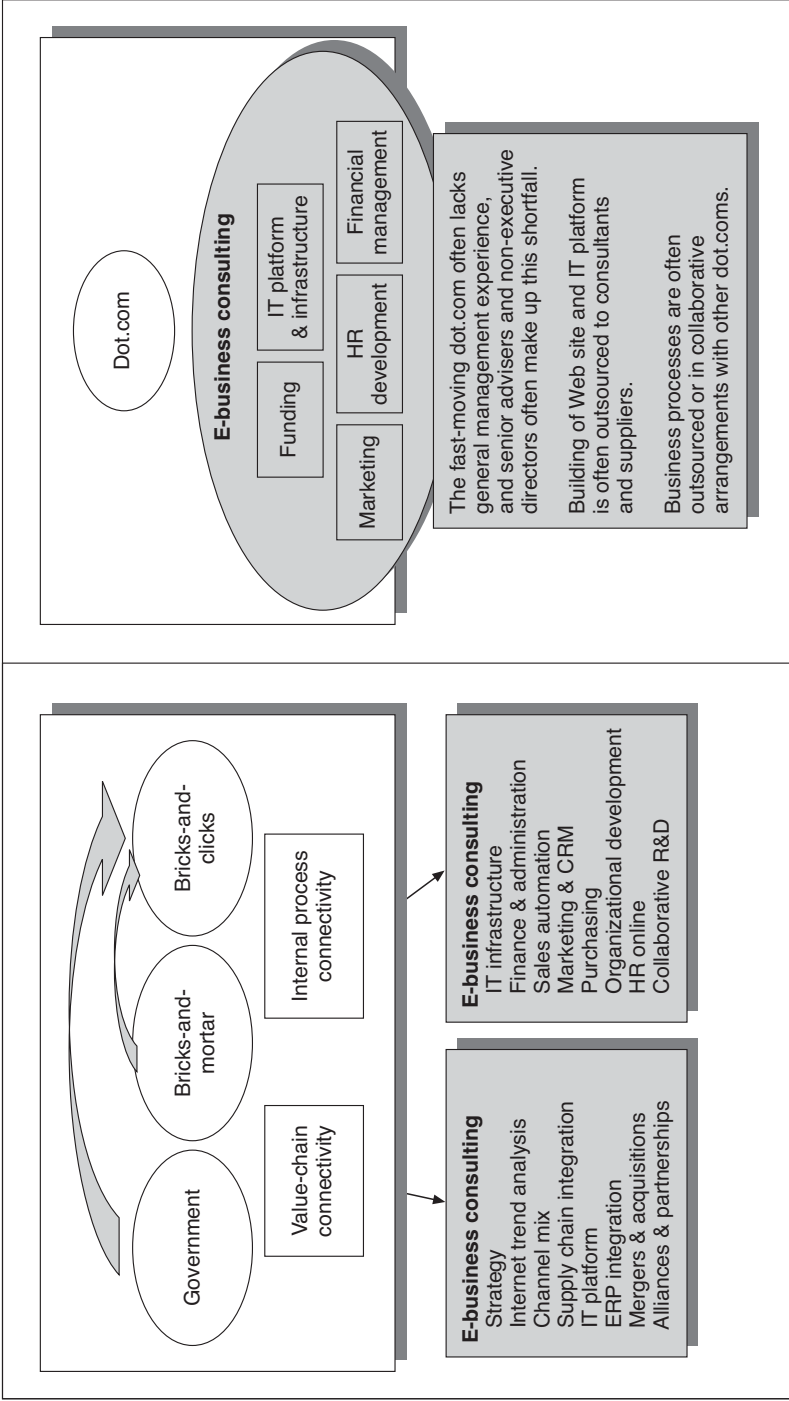 Government
Bricks-and-
mortar
Bricks-and-
clicks
Value-chain
connectivity
Internal process
connectivity
E-business consulting
Strategy
Internet trend analysis
Channel mix
Supply chain integration
IT platform
ERP integration
Mergers & acquisitions
Alliances & partnerships
E-business consulting
IT infrastructure
Finance & administration
Sales automation
Marketing & CRM
Purchasing
Organizational development
HR online
Collaborative R&D
Dot.com
E-business consulting
Funding
IT platform
& infrastructure
Marketing
HR
development
Financial
management
The fast-moving dot.com often lacks
general management experience,
and senior advisers and non-executive
directors often make up this shortfall.
Building of Web site and IT platform
is often outsourced to consultants
and suppliers.
Business processes are often
outsourced or in collaborative
arrangements with other dot.coms.